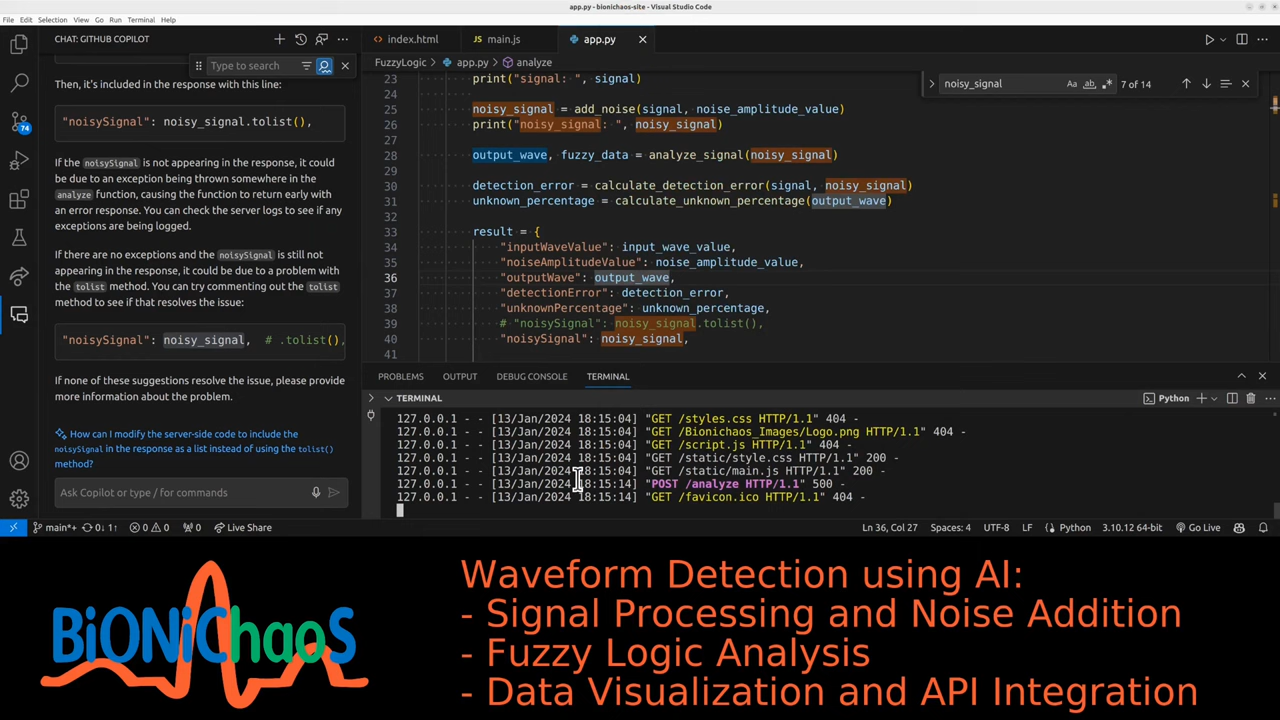 app.py - bionichaos-site - Visual Studio Code
File Edit Selection View Go Run Terminal Help
CHAT: GITHUB COPILOT
Type to search
Then, it's included in the response with this line:
"noisySignal": noisy_signal.tolist(),
If the noisySignal is not appearing in the response, it could
be due to an exception being thrown somewhere in the
analyze function, causing the function to return early with
an error response. You can check the server logs to see if any
exceptions are being logged.
If there are no exceptions and the noisySignal is still not
appearing in the response, it could be due to a problem with
the tolist method. You can try commenting out the tolist
method to see if that resolves the issue:
"noisySignal": noisy_signal, # .tolist(),
If none of these suggestions resolve the issue, please provide
more information about the problem.
How can I modify the server-side code to include the
noisySignal in the response as a list instead of using the tolist()
method?
Ask Copilot or type / for commands
74
index.html main.js app.py
FuzzyLogic > app.py > analyze
noisy_signal Aa ab .* 7 of 14
23 print("signal: ", signal)
25 noisy_signal = add_noise(signal, noise_amplitude_value)
26 print("noisy_signal: ", noisy_signal)
27
28 output_wave, fuzzy_data = analyze_signal(noisy_signal)
29
30 detection_error = calculate_detection_error(signal, noisy_signal)
31 unknown_percentage = calculate_unknown_percentage(output_wave)
32
33 result = {
34 "inputWaveValue": input_wave_value,
35 "noiseAmplitudeValue": noise_amplitude_value,
36 "outputWave": output_wave,
37 "detectionError": detection_error,
38 "unknownPercentage": unknown_percentage,
39 # "noisySignal": noisy_signal.tolist(),
40 "noisySignal": noisy_signal,
41
PROBLEMS OUTPUT DEBUG CONSOLE TERMINAL
TERMINAL Python
127.0.0.1 - - [13/Jan/2024 18:15:04] "GET /styles.css HTTP/1.1" 404 -
127.0.0.1 - - [13/Jan/2024 18:15:04] "GET /Bionichaos_Images/Logo.png HTTP/1.1" 404 -
127.0.0.1 - - [13/Jan/2024 18:15:04] "GET /script.js HTTP/1.1" 404 -
127.0.0.1 - - [13/Jan/2024 18:15:04] "GET /static/style.css HTTP/1.1" 200 -
127.0.0.1 - - [13/Jan/2024 18:15:04] "GET /static/main.js HTTP/1.1" 200 -
127.0.0.1 - - [13/Jan/2024 18:15:14] "POST /analyze HTTP/1.1" 500 -
127.0.0.1 - - [13/Jan/2024 18:15:14] "GET /favicon.ico HTTP/1.1" 404 -
main*+ 0↓ 1↑ 0 0 0 Live Share Ln 36, Col 27 Spaces: 4 UTF-8 LF Python 3.10.12 64-bit Go Live
BiONiChaoS
Waveform Detection using AI:
- Signal Processing and Noise Addition
- Fuzzy Logic Analysis
- Data Visualization and API Integration